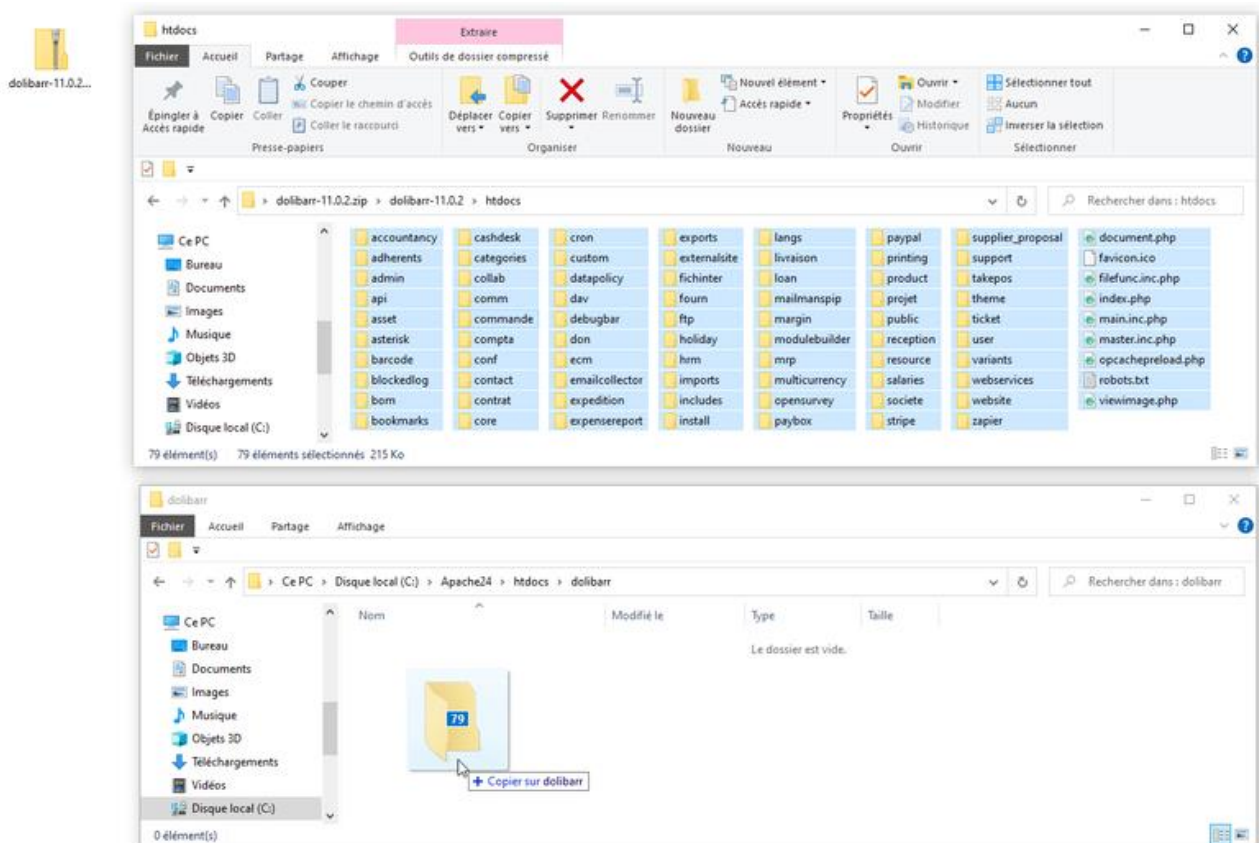 dolibarr-11.0.2...
htdocs
Extraire
Fichier Accueil Partage Affichage Outils de dossier compressé
Épingler à Accès rapide
Copier
Coller
Couper
Copier le chemin d'accès
Coller le raccourci
Déplacer vers
Copier vers
Supprimer
Renommer
Nouveau dossier
Nouvel élément
Accès rapide
Propriétés
Ouvrir
Modifier
Historique
Sélectionner tout
Aucun
Inverser la sélection
Presse-papiers Organiser Nouveau Ouvrir Sélectionner
dolibarr-11.0.2.zip > dolibarr-11.0.2 > htdocs Rechercher dans : htdocs
Ce PC
Bureau
Documents
Images
Musique
Objets 3D
Téléchargements
Vidéos
Disque local (C:)
accountancy cashdesk cron exports langs paypal supplier_proposal document.php
adherents categories custom externalsite livraison printing support favicon.ico
admin collab datapolicy fichinter loan product takepos filefunc.inc.php
api comm dav fourn mailmanspip projet theme index.php
asset commande debugbar ftp margin public ticket main.inc.php
asterisk compta don holiday modulebuilder reception user master.inc.php
barcode conf ecm hrm mrp resource variants opcachepreload.php
blockedlog contact emailcollector imports multicurrency salaries webservices robots.txt
bom contrat expedition includes opensurvey societe website viewimage.php
bookmarks core expensereport install paybox stripe zapier
79 élément(s) 79 éléments sélectionnés 215 Ko
dolibarr
Fichier Accueil Partage Affichage
Ce PC > Disque local (C:) > Apache24 > htdocs > dolibarr Rechercher dans : dolibarr
Nom Modifié le Type Taille
Le dossier est vide.
Ce PC
Bureau
Documents
Images
Musique
Objets 3D
Téléchargements
Vidéos
Disque local (C:)
79
+ Copier sur dolibarr
0 élément(s)